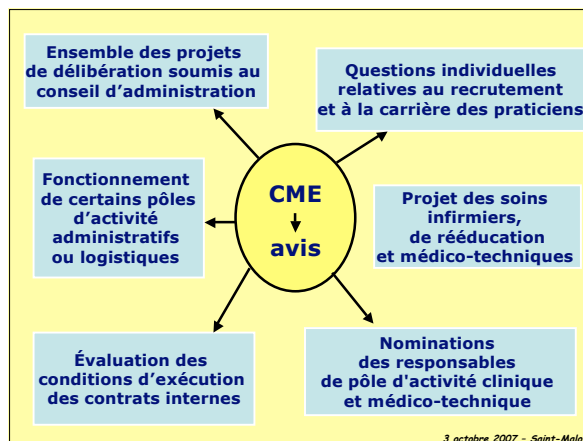 Ensemble des projets
de délibération soumis au
conseil d’administration
Questions individuelles
relatives au recrutement
et à la carrière des praticiens
Fonctionnement
de certains pôles
d’activité
administratifs
ou logistiques
CME
avis
Projet des soins
infirmiers,
de rééducation
et médico-techniques
Évaluation des
conditions d’exécution
des contrats internes
Nominations
des responsables
de pôle d'activité clinique
et médico-technique
3 octobre 2007 - Saint-Malo